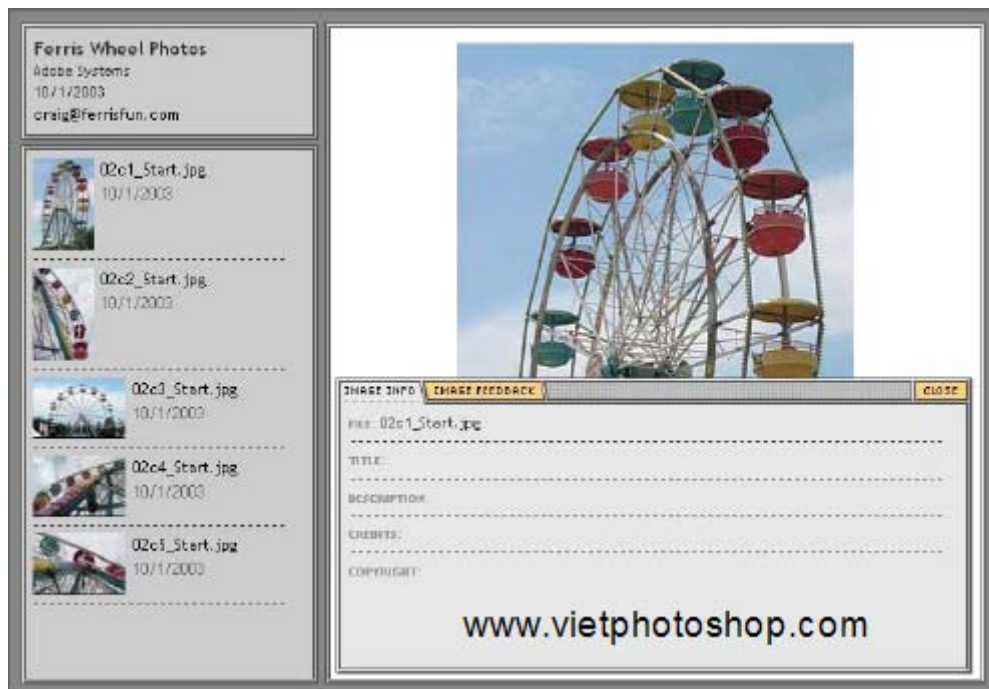 Ferris Wheel Photos
Adobe Systems
10/1/2003
craig@ferrisfun.com
02c1_Start.jpg
10/1/2003
02c2_Start.jpg
10/1/2003
02c3_Start.jpg
10/1/2003
02c4_Start.jpg
10/1/2003
02c5_Start.jpg
10/1/2003
IMAGE INFO IMAGE FEEDBACK CLOSE
FILE: 02c1_Start.jpg
TITLE:
DESCRIPTION:
CREDITS:
COPYRIGHT:
www.vietphotoshop.com